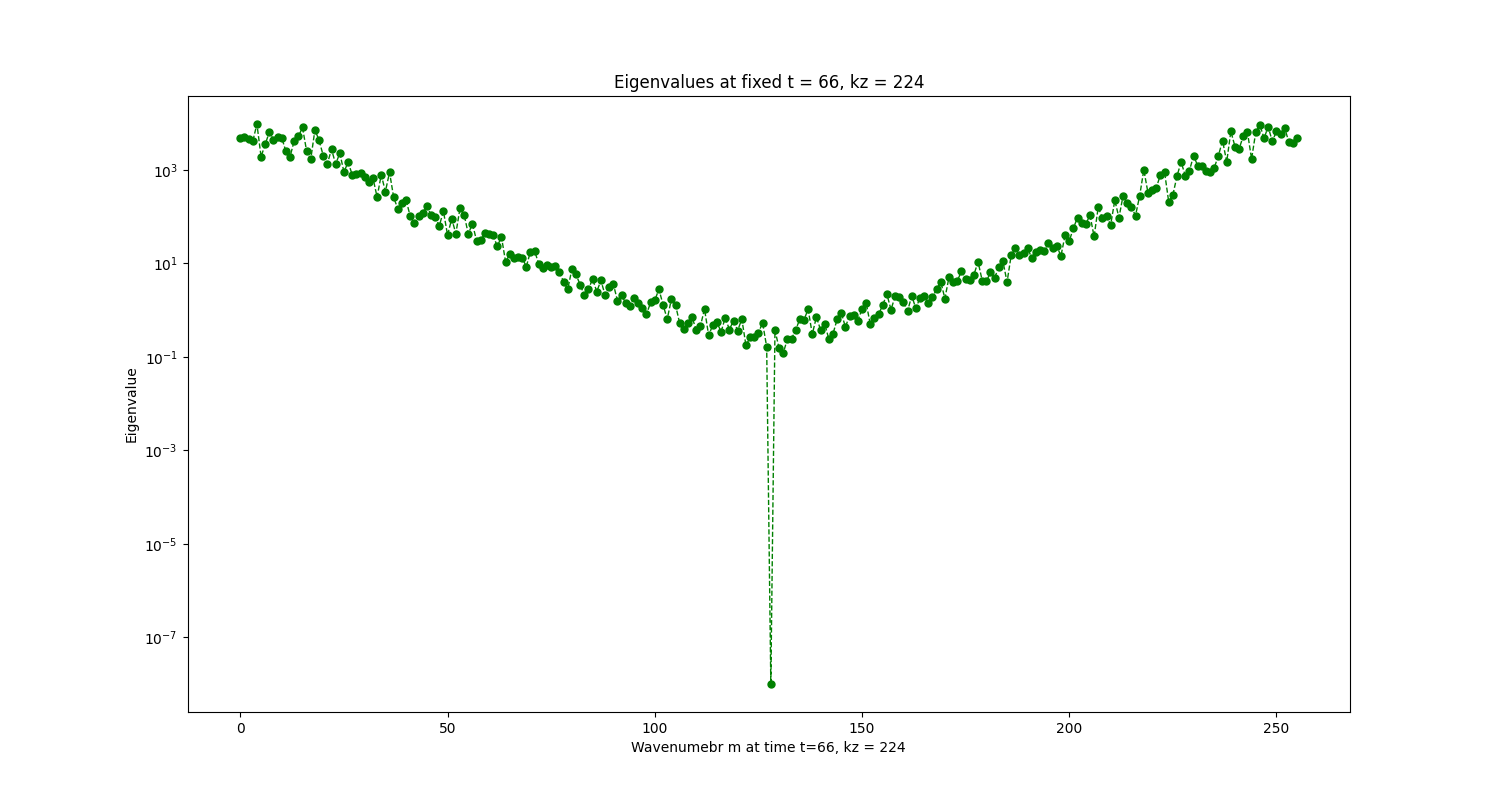 Eigenvalues at fixed t = 66, kz = 224
Eigenvalue
10^3
10^1
10^−1
10^−3
10^−5
10^−7
0 50 100 150 200 250
Wavenumebr m at time t=66, kz = 224